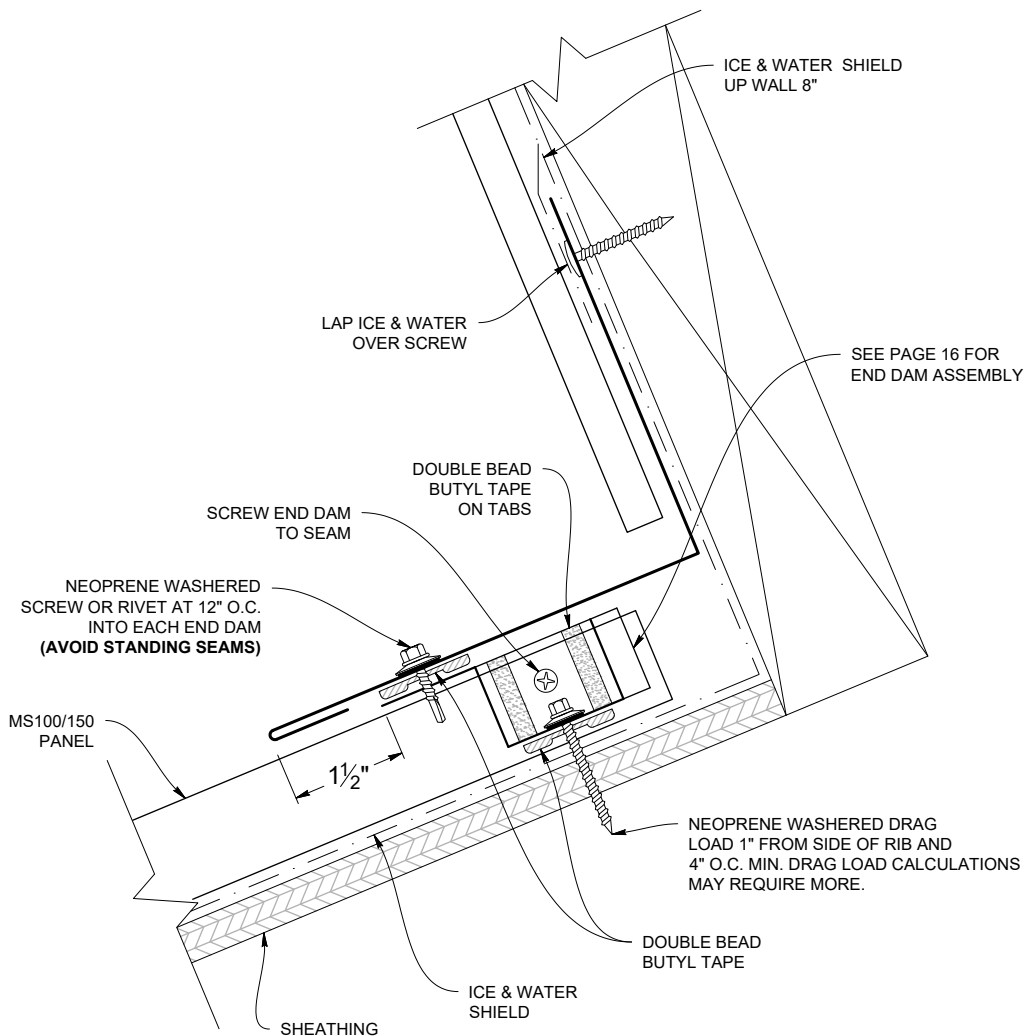 ICE & WATER SHIELD
UP WALL 8"
LAP ICE & WATER
OVER SCREW
SEE PAGE 16 FOR
END DAM ASSEMBLY
DOUBLE BEAD
BUTYL TAPE
ON TABS
SCREW END DAM
TO SEAM
NEOPRENE WASHERED
SCREW OR RIVET AT 12" O.C.
INTO EACH END DAM
(AVOID STANDING SEAMS)
MS100/150
PANEL
1½"
NEOPRENE WASHERED DRAG
LOAD 1" FROM SIDE OF RIB AND
4" O.C. MIN. DRAG LOAD CALCULATIONS
MAY REQUIRE MORE.
DOUBLE BEAD
BUTYL TAPE
ICE & WATER
SHIELD
SHEATHING